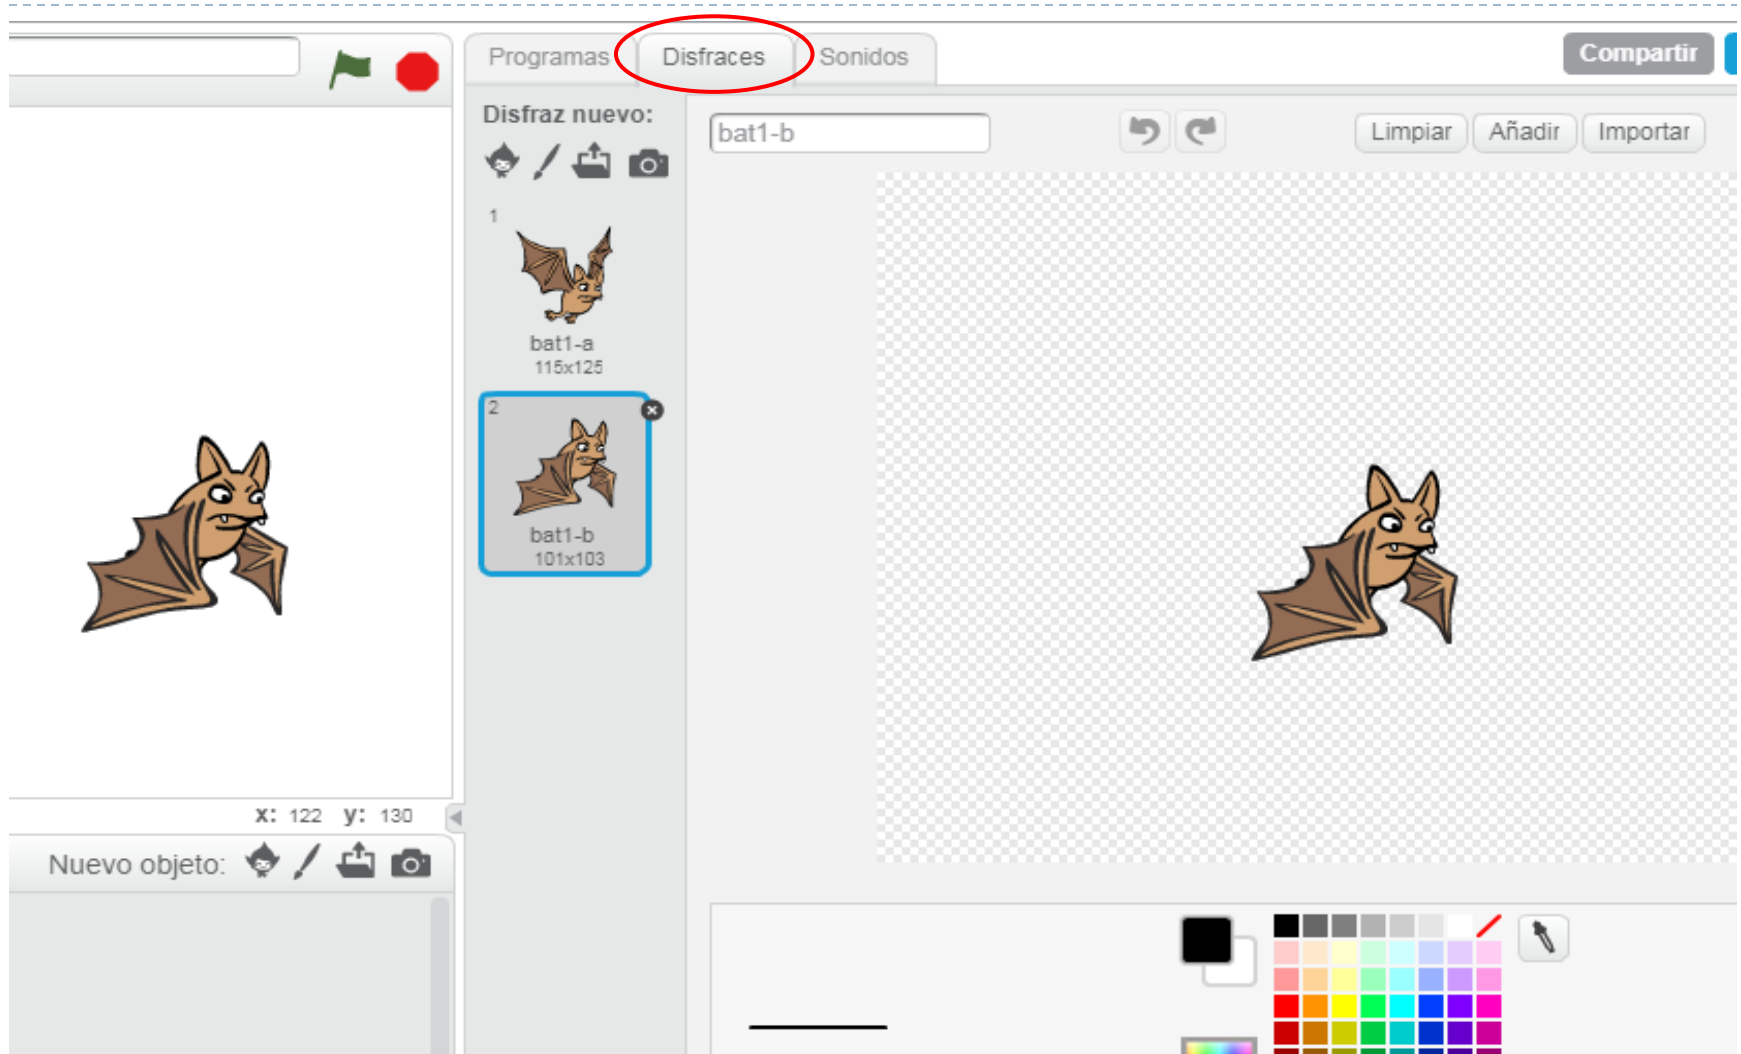 Programas
Disfraces
Sonidos
Compartir
Disfraz nuevo:
bat1-b
Limpiar
Añadir
Importar
1
bat1-a
115x125
2
bat1-b
101x103
x: 122 y: 130
Nuevo objeto: